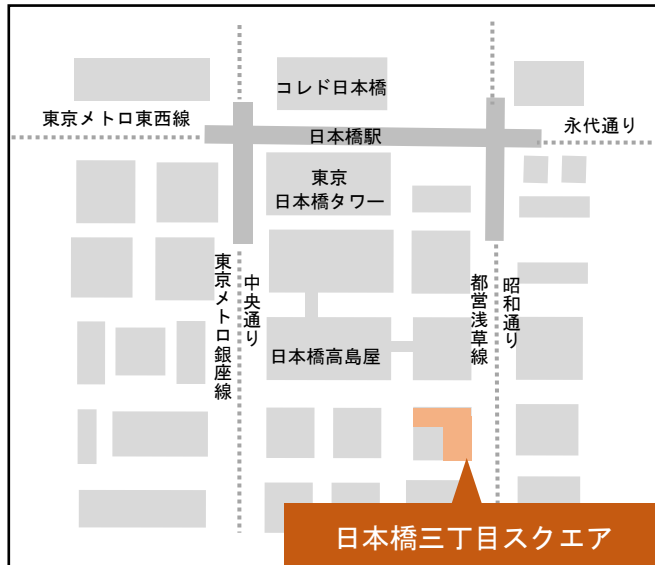 コレド日本橋
東京メトロ東西線
永代通り
日本橋駅
東京
日本橋タワー
東京メトロ銀座線
中央通り
都営浅草線
昭和通り
日本橋高島屋
日本橋三丁目スクエア